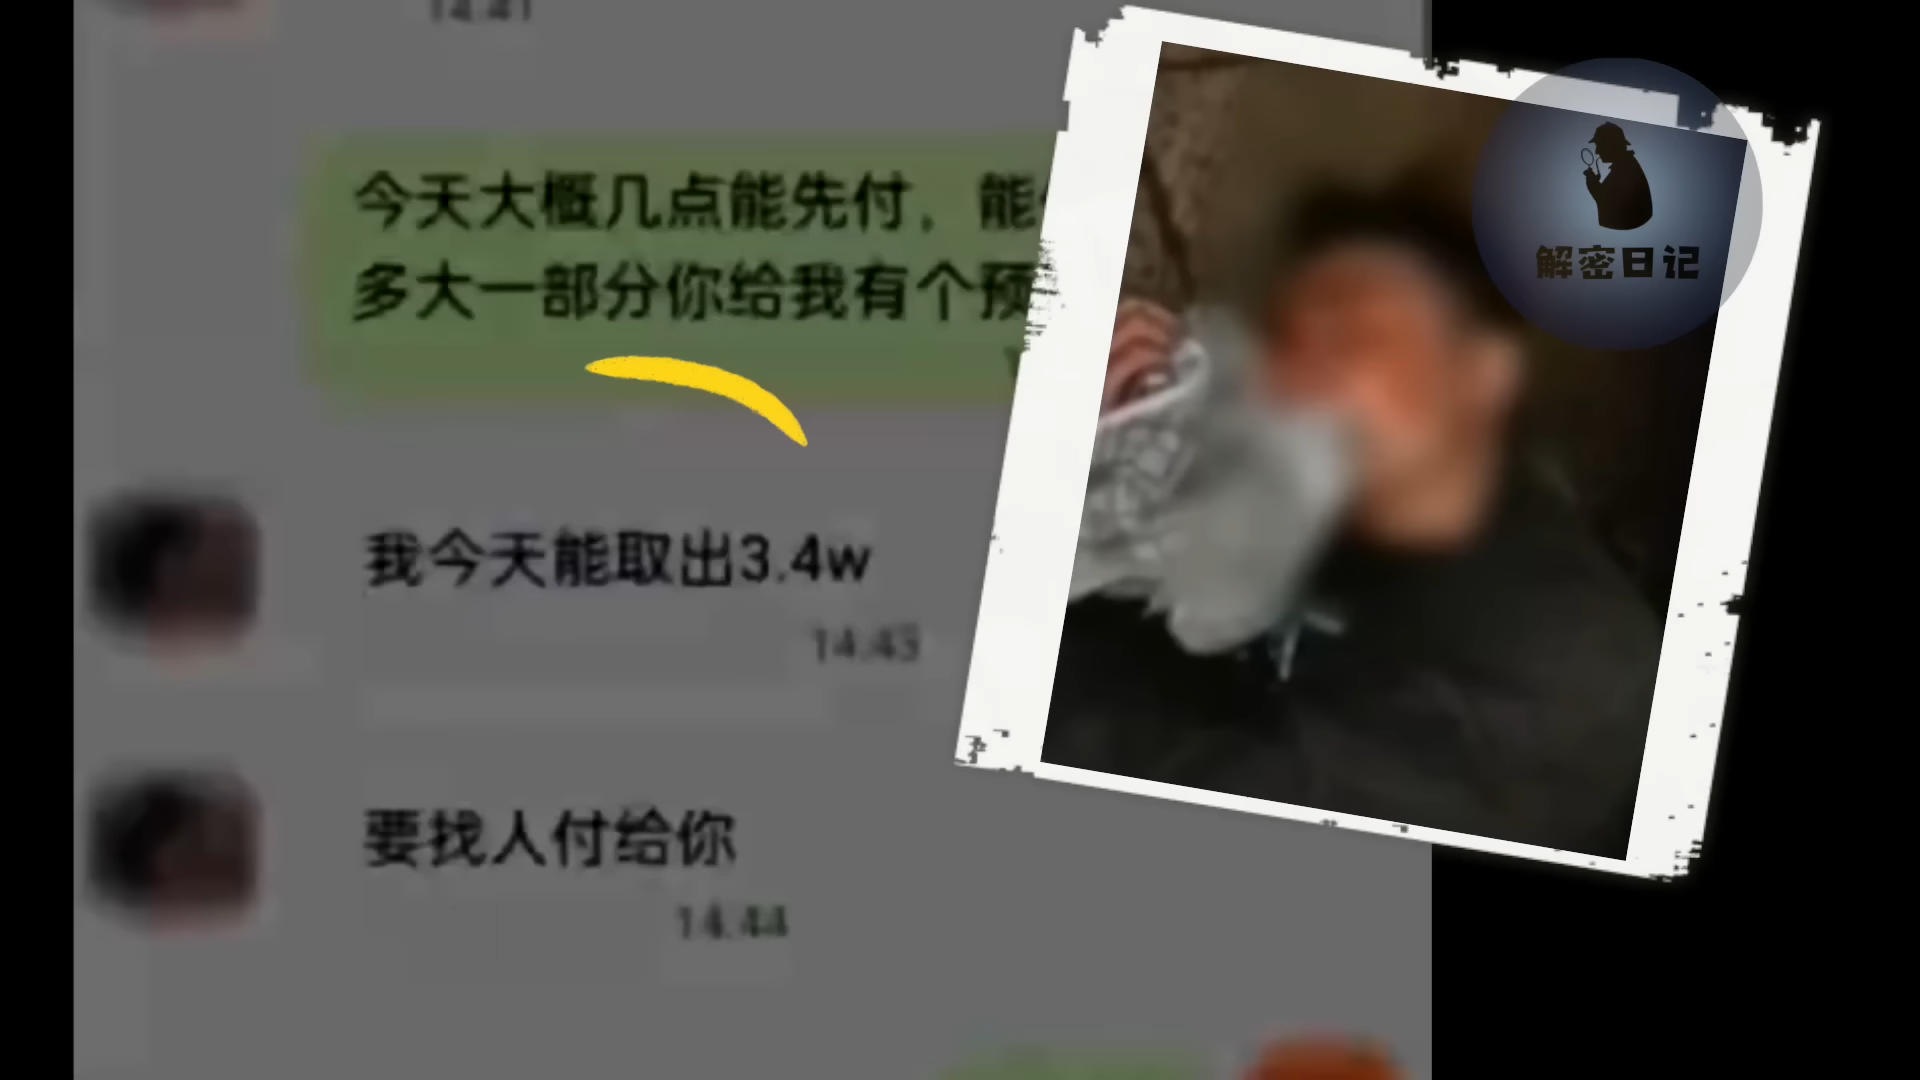 14:41
今天大概几点能先付，能
多大一部分你给我有个预
我今天能取出3.4w
14:43
要找人付给你
14:44
解密日记